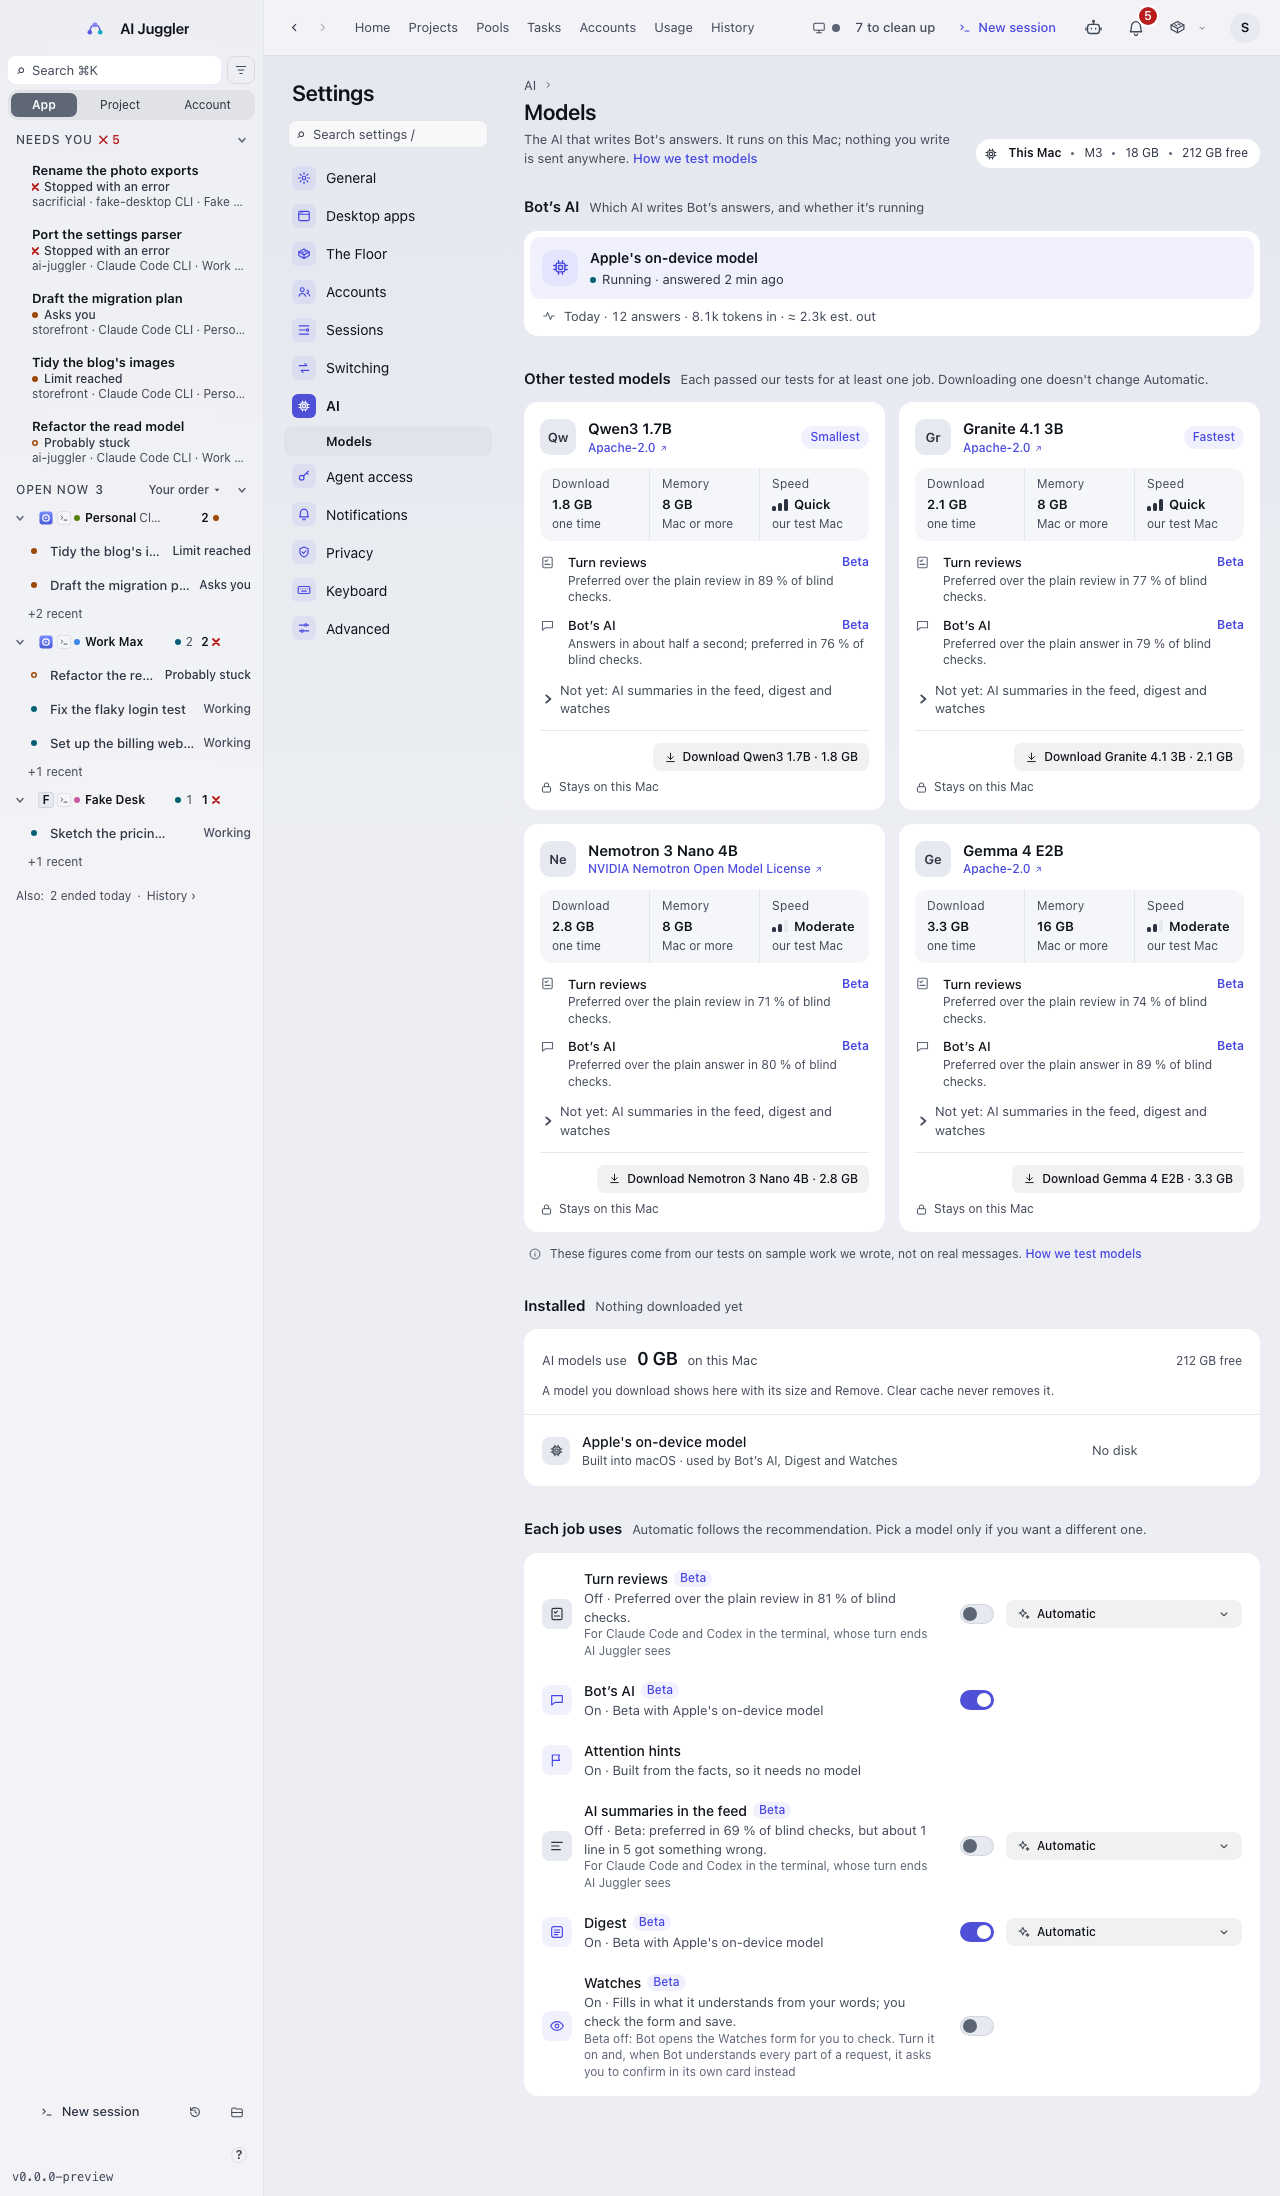 AI Juggler
Search ⌘K
App
Project
Account
NEEDS YOU 5
Rename the photo exports
Stopped with an error
sacrificial · fake-desktop CLI · Fake ...
Port the settings parser
Stopped with an error
ai-juggler · Claude Code CLI · Work ...
Draft the migration plan
Asks you
storefront · Claude Code CLI · Perso...
Tidy the blog's images
Limit reached
storefront · Claude Code CLI · Perso...
Refactor the read model
Probably stuck
ai-juggler · Claude Code CLI · Work ...
OPEN NOW 3
Your order
Personal Cl...
2
Tidy the blog's i...
Limit reached
Draft the migration p...
Asks you
+2 recent
Work Max
2
2
Refactor the re...
Probably stuck
Fix the flaky login test
Working
Set up the billing web...
Working
+1 recent
F
Fake Desk
1
1
Sketch the pricin...
Working
+1 recent
Also: 2 ended today · History ›
New session
?
v0.0.0-preview
Home
Projects
Pools
Tasks
Accounts
Usage
History
7 to clean up
New session
5
S
Settings
Search settings /
General
Desktop apps
The Floor
Accounts
Sessions
Switching
AI
Models
Agent access
Notifications
Privacy
Keyboard
Advanced
AI ›
Models
The AI that writes Bot's answers. It runs on this Mac; nothing you write
is sent anywhere. How we test models
This Mac • M3 • 18 GB • 212 GB free
Bot's AI Which AI writes Bot's answers, and whether it's running
Apple's on-device model
Running · answered 2 min ago
Today · 12 answers · 8.1k tokens in · ≈ 2.3k est. out
Other tested models Each passed our tests for at least one job. Downloading one doesn't change Automatic.
Qw
Qwen3 1.7B
Apache-2.0 ↗
Smallest
Download
1.8 GB
one time
Memory
8 GB
Mac or more
Speed
Quick
our test Mac
Turn reviews
Beta
Preferred over the plain review in 89 % of blind
checks.
Bot's AI
Beta
Answers in about half a second; preferred in 76 % of
blind checks.
Not yet: AI summaries in the feed, digest and
watches
Download Qwen3 1.7B · 1.8 GB
Stays on this Mac
Gr
Granite 4.1 3B
Apache-2.0 ↗
Fastest
Download
2.1 GB
one time
Memory
8 GB
Mac or more
Speed
Quick
our test Mac
Turn reviews
Beta
Preferred over the plain review in 77 % of blind
checks.
Bot's AI
Beta
Preferred over the plain answer in 79 % of blind
checks.
Not yet: AI summaries in the feed, digest and
watches
Download Granite 4.1 3B · 2.1 GB
Stays on this Mac
Ne
Nemotron 3 Nano 4B
NVIDIA Nemotron Open Model License ↗
Download
2.8 GB
one time
Memory
8 GB
Mac or more
Speed
Moderate
our test Mac
Turn reviews
Beta
Preferred over the plain review in 71 % of blind
checks.
Bot's AI
Beta
Preferred over the plain answer in 80 % of blind
checks.
Not yet: AI summaries in the feed, digest and
watches
Download Nemotron 3 Nano 4B · 2.8 GB
Stays on this Mac
Ge
Gemma 4 E2B
Apache-2.0 ↗
Download
3.3 GB
one time
Memory
16 GB
Mac or more
Speed
Moderate
our test Mac
Turn reviews
Beta
Preferred over the plain review in 74 % of blind
checks.
Bot's AI
Beta
Preferred over the plain answer in 89 % of blind
checks.
Not yet: AI summaries in the feed, digest and
watches
Download Gemma 4 E2B · 3.3 GB
Stays on this Mac
These figures come from our tests on sample work we wrote, not on real messages. How we test models
Installed Nothing downloaded yet
AI models use 0 GB on this Mac
212 GB free
A model you download shows here with its size and Remove. Clear cache never removes it.
Apple's on-device model
Built into macOS · used by Bot's AI, Digest and Watches
No disk
Each job uses Automatic follows the recommendation. Pick a model only if you want a different one.
Turn reviews Beta
Off · Preferred over the plain review in 81 % of blind
checks.
For Claude Code and Codex in the terminal, whose turn ends
AI Juggler sees
Automatic
Bot's AI Beta
On · Beta with Apple's on-device model
Attention hints
On · Built from the facts, so it needs no model
AI summaries in the feed Beta
Off · Beta: preferred in 69 % of blind checks, but about 1
line in 5 got something wrong.
For Claude Code and Codex in the terminal, whose turn ends
AI Juggler sees
Automatic
Digest Beta
On · Beta with Apple's on-device model
Automatic
Watches Beta
On · Fills in what it understands from your words; you
check the form and save.
Beta off: Bot opens the Watches form for you to check. Turn it
on and, when Bot understands every part of a request, it asks
you to confirm in its own card instead